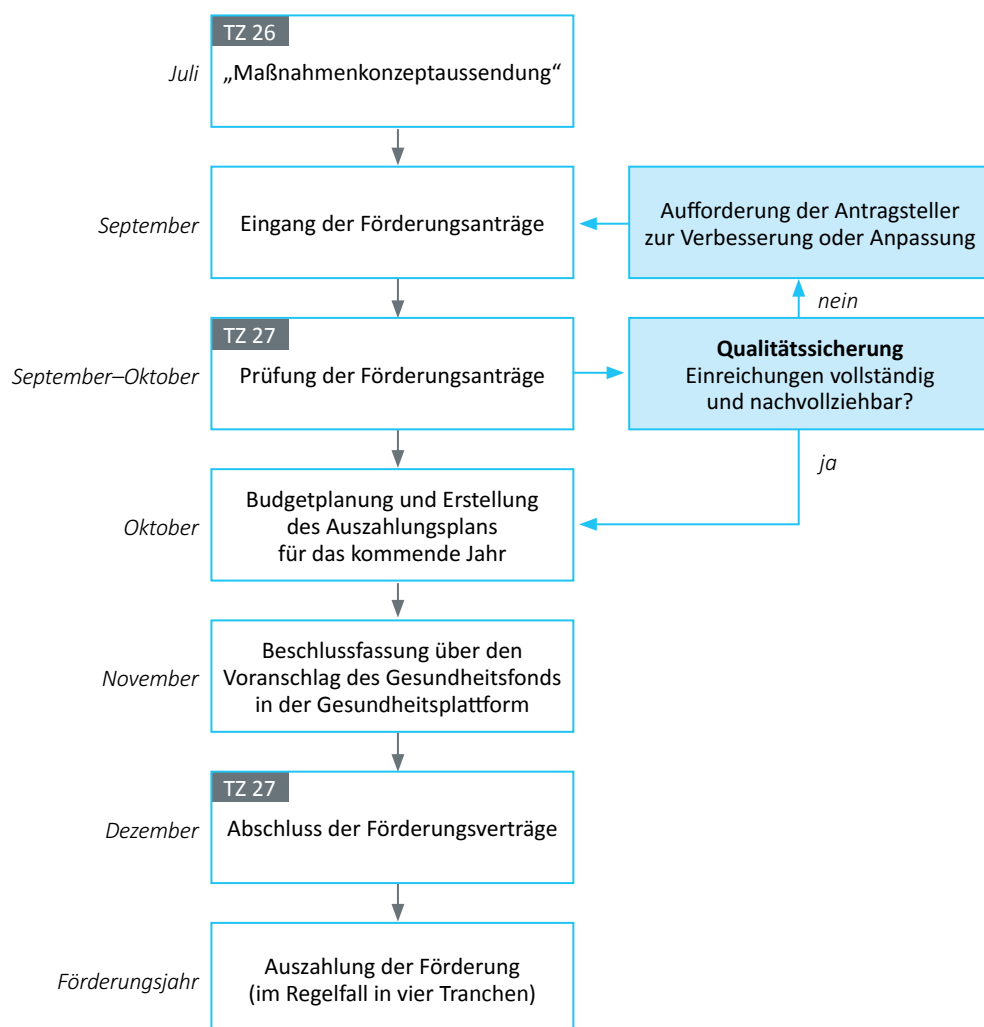 TZ 26
Juli
„Maßnahmenkonzeptaussendung“
September
Eingang der Förderungsanträge
Aufforderung der Antragsteller
zur Verbesserung oder Anpassung
nein
TZ 27
September–Oktober
Prüfung der Förderungsanträge
Qualitätssicherung
Einreichungen vollständig
und nachvollziehbar?
ja
Oktober
Budgetplanung und Erstellung
des Auszahlungsplans
für das kommende Jahr
November
Beschlussfassung über den
Voranschlag des Gesundheitsfonds
in der Gesundheitsplattform
TZ 27
Dezember
Abschluss der Förderungsverträge
Förderungsjahr
Auszahlung der Förderung
(im Regelfall in vier Tranchen)